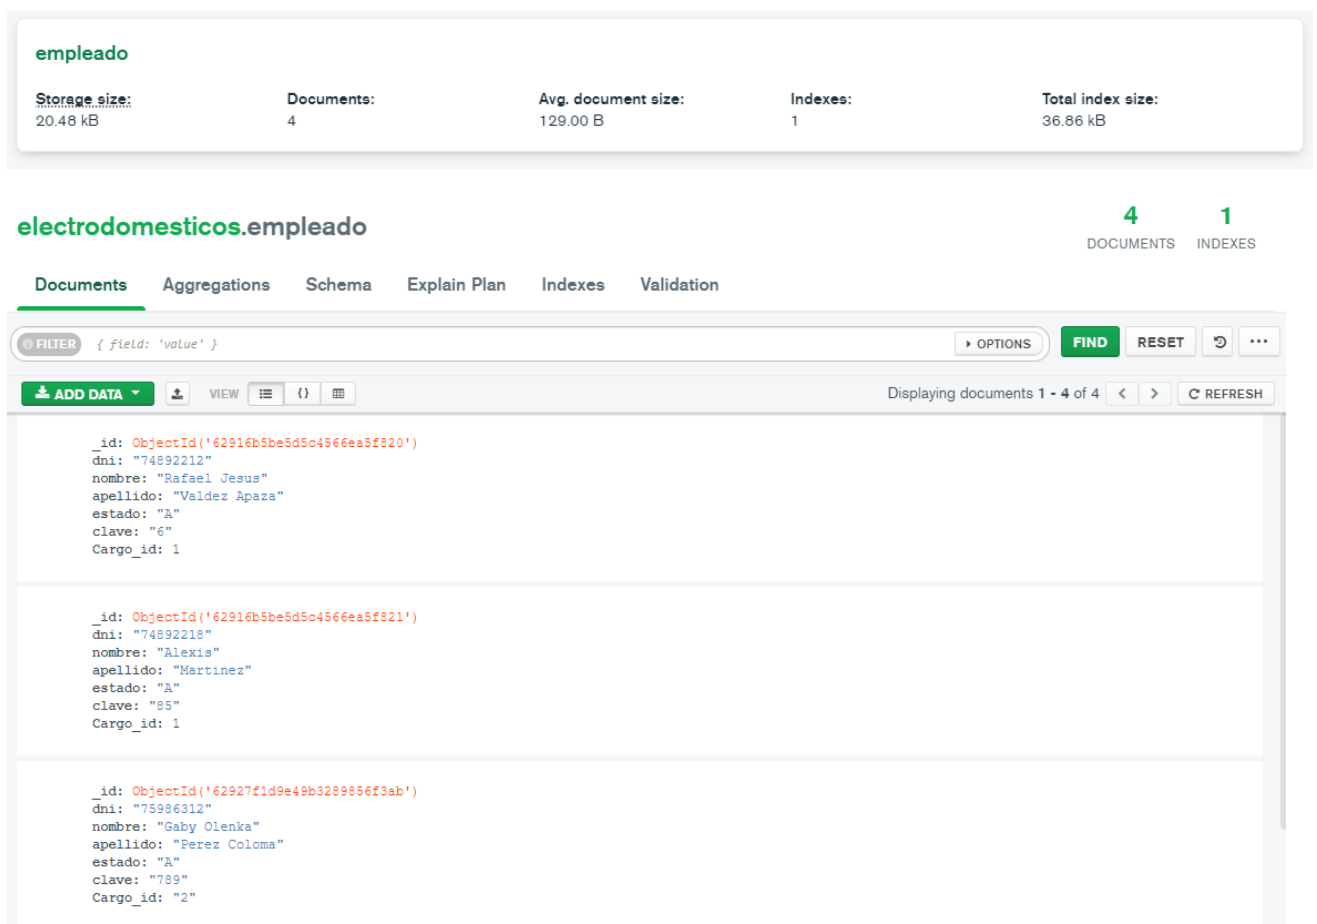 empleado
Storage size: Documents: Avg. document size: Indexes: Total index size:
20.48 kB 4 129.00 B 1 36.86 kB
electrodomesticos.empleado
4 1
DOCUMENTS INDEXES
Documents Aggregations Schema Explain Plan Indexes Validation
FILTER { field: 'value' } OPTIONS FIND RESET
ADD DATA VIEW {} Displaying documents 1 - 4 of 4 < > REFRESH
_id: ObjectId('62916b5be5d5c4566ea5f820')
dni: "74892212"
nombre: "Rafael Jesus"
apellido: "Valdez Apaza"
estado: "A"
clave: "6"
Cargo_id: 1
_id: ObjectId('62916b5be5d5c4566ea5f821')
dni: "74892218"
nombre: "Alexis"
apellido: "Martinez"
estado: "A"
clave: "85"
Cargo_id: 1
_id: ObjectId('62927f1d9e49b3289856f3ab')
dni: "75986312"
nombre: "Gaby Olenka"
apellido: "Perez Coloma"
estado: "A"
clave: "789"
Cargo_id: "2"